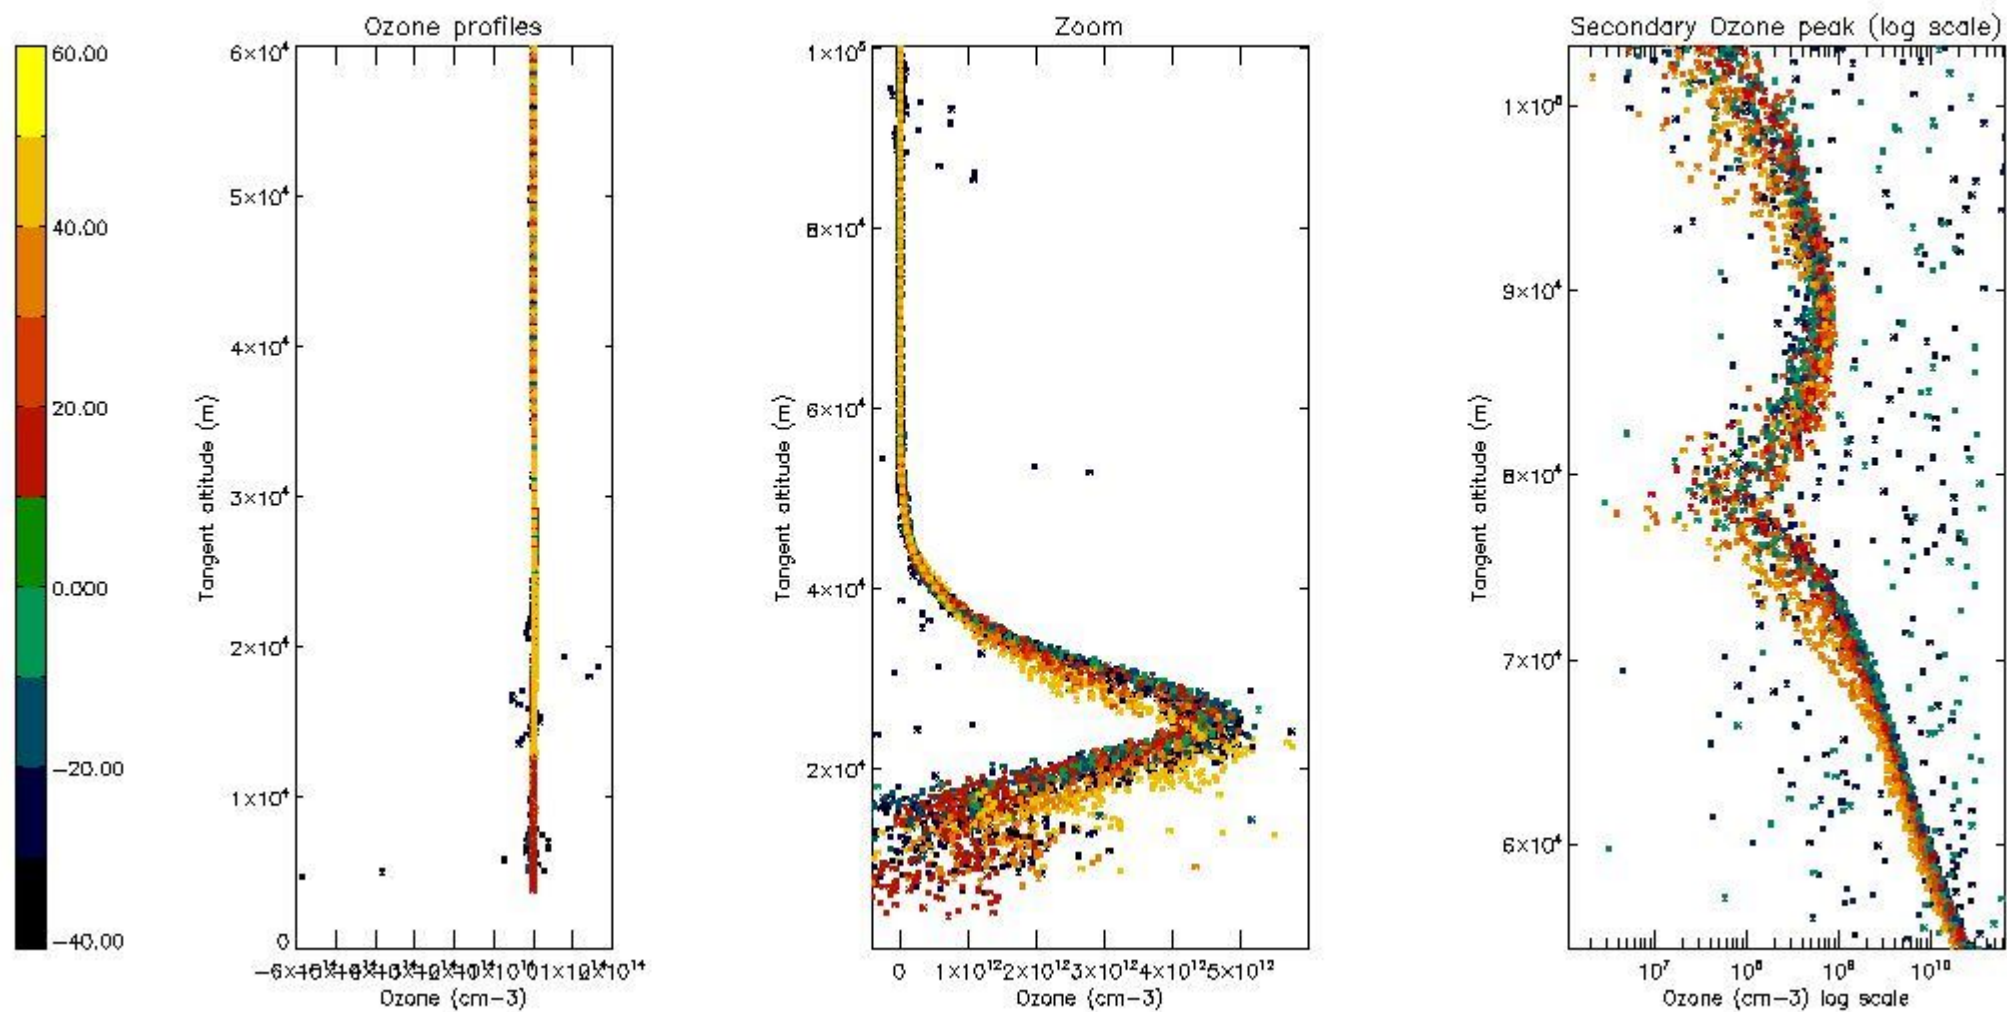 60.00
40.00
20.00
0.000
−20.00
−40.00
Ozone profiles
6×10⁴
5×10⁴
4×10⁴
3×10⁴
2×10⁴
1×10⁴
0
Tangent altitude (m)
Ozone (cm−3)
Zoom
1×10⁵
8×10⁴
6×10⁴
4×10⁴
2×10⁴
Tangent altitude (m)
0 1×10¹² 2×10¹² 3×10¹² 4×10¹² 5×10¹²
Ozone (cm−3)
Secondary Ozone peak (log scale)
1×10⁵
9×10⁴
8×10⁴
7×10⁴
6×10⁴
Tangent altitude (m)
10⁷ 10⁸ 10⁹ 10¹⁰
Ozone (cm−3) log scale